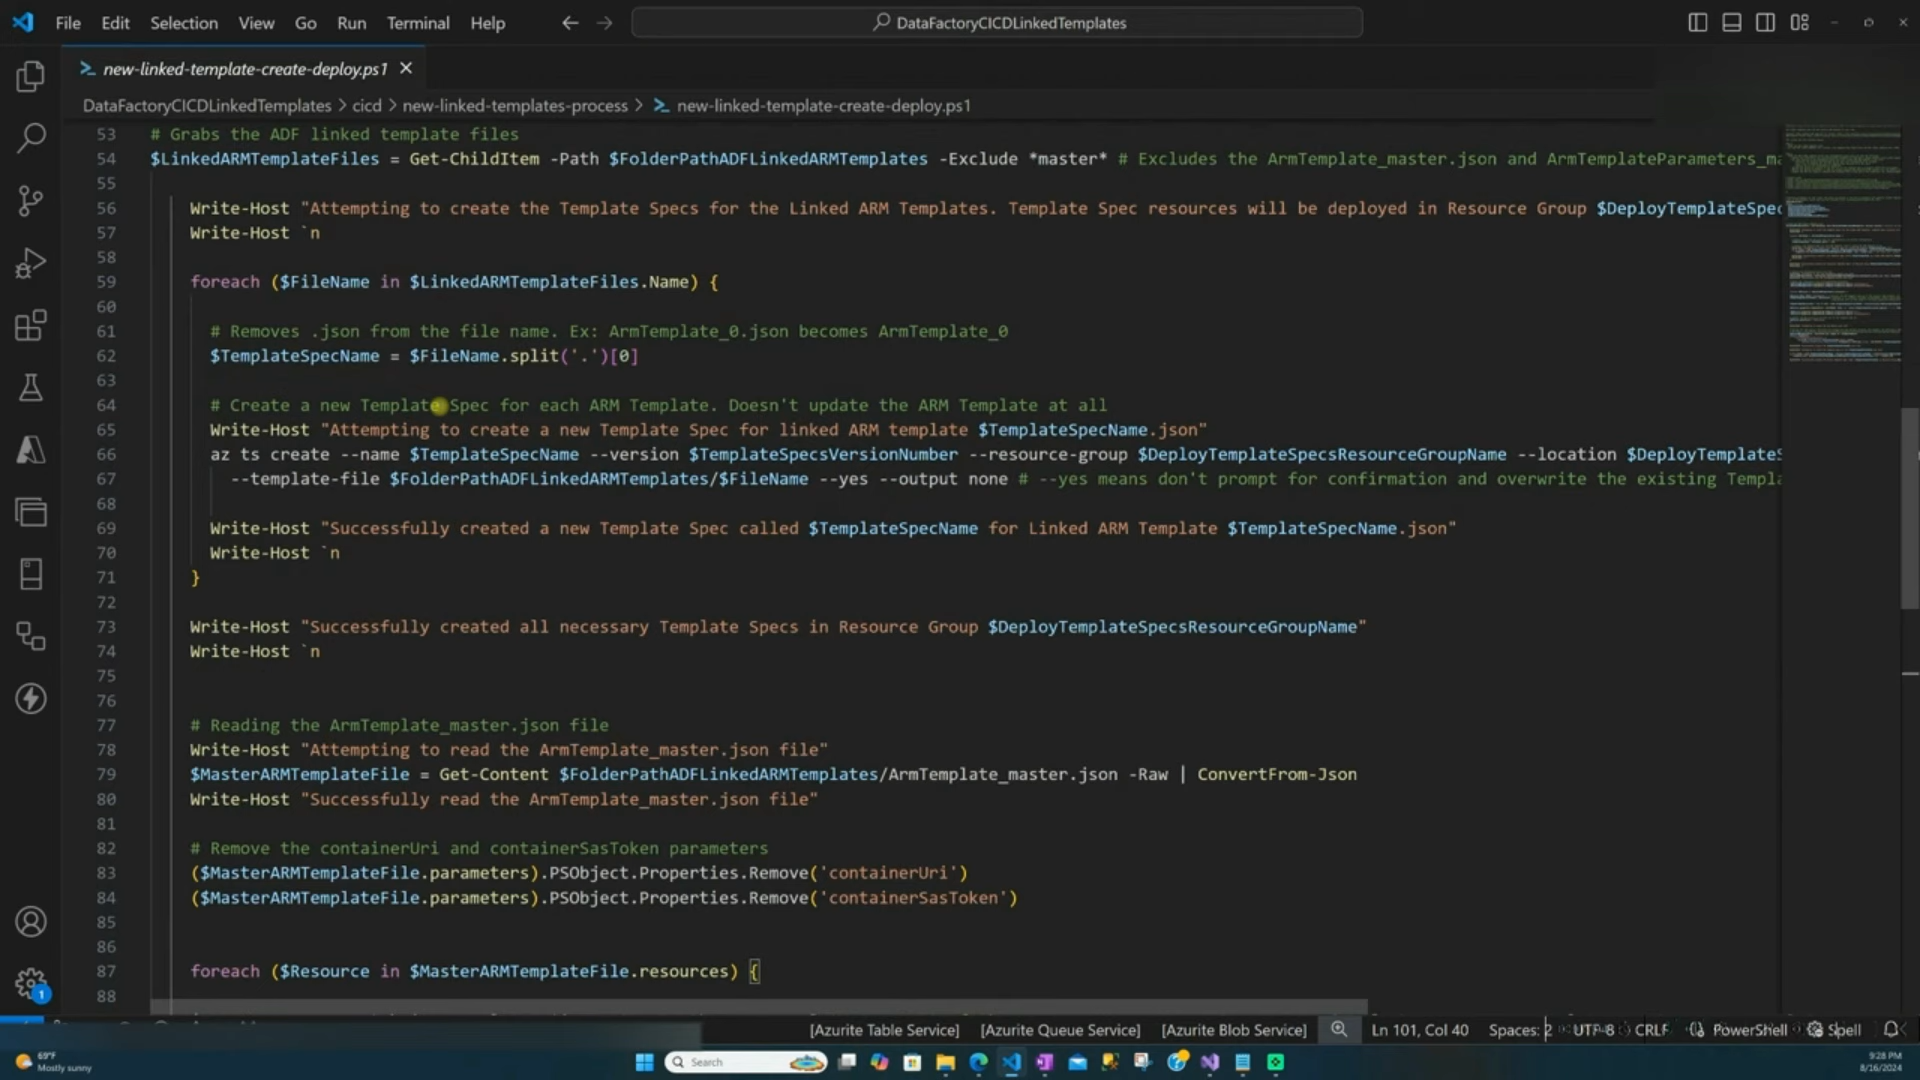 File Edit Selection View Go Run Terminal Help
DataFactoryCICDLinkedTemplates
new-linked-template-create-deploy.ps1
DataFactoryCICDLinkedTemplates > cicd > new-linked-templates-process > new-linked-template-create-deploy.ps1
53 # Grabs the ADF linked template files
54 $LinkedARMTemplateFiles = Get-ChildItem -Path $FolderPathADFLinkedARMTemplates -Exclude *master* # Excludes the ArmTemplate_master.json and ArmTemplateParameters_ma
55
56 Write-Host "Attempting to create the Template Specs for the Linked ARM Templates. Template Spec resources will be deployed in Resource Group $DeployTemplateSpec
57 Write-Host `n
58
59 foreach ($FileName in $LinkedARMTemplateFiles.Name) {
60
61 # Removes .json from the file name. Ex: ArmTemplate_0.json becomes ArmTemplate_0
62 $TemplateSpecName = $FileName.split('.')[0]
63
64 # Create a new Template Spec for each ARM Template. Doesn't update the ARM Template at all
65 Write-Host "Attempting to create a new Template Spec for linked ARM template $TemplateSpecName.json"
66 az ts create --name $TemplateSpecName --version $TemplateSpecsVersionNumber --resource-group $DeployTemplateSpecsResourceGroupName --location $DeployTemplateS
67 --template-file $FolderPathADFLinkedARMTemplates/$FileName --yes --output none # --yes means don't prompt for confirmation and overwrite the existing Templa
68
69 Write-Host "Successfully created a new Template Spec called $TemplateSpecName for Linked ARM Template $TemplateSpecName.json"
70 Write-Host `n
71 }
72
73 Write-Host "Successfully created all necessary Template Specs in Resource Group $DeployTemplateSpecsResourceGroupName"
74 Write-Host `n
75
76
77 # Reading the ArmTemplate_master.json file
78 Write-Host "Attempting to read the ArmTemplate_master.json file"
79 $MasterARMTemplateFile = Get-Content $FolderPathADFLinkedARMTemplates/ArmTemplate_master.json -Raw | ConvertFrom-Json
80 Write-Host "Successfully read the ArmTemplate_master.json file"
81
82 # Remove the containerUri and containerSasToken parameters
83 ($MasterARMTemplateFile.parameters).PSObject.Properties.Remove('containerUri')
84 ($MasterARMTemplateFile.parameters).PSObject.Properties.Remove('containerSasToken')
85
86
87 foreach ($Resource in $MasterARMTemplateFile.resources) {
88
1
[Azurite Table Service] [Azurite Queue Service] [Azurite Blob Service] Ln 101, Col 40 Spaces: 2 UTF-8 CRLF PowerShell Spell
69°F
Mostly sunny
Search
9:28 PM
8/16/2024